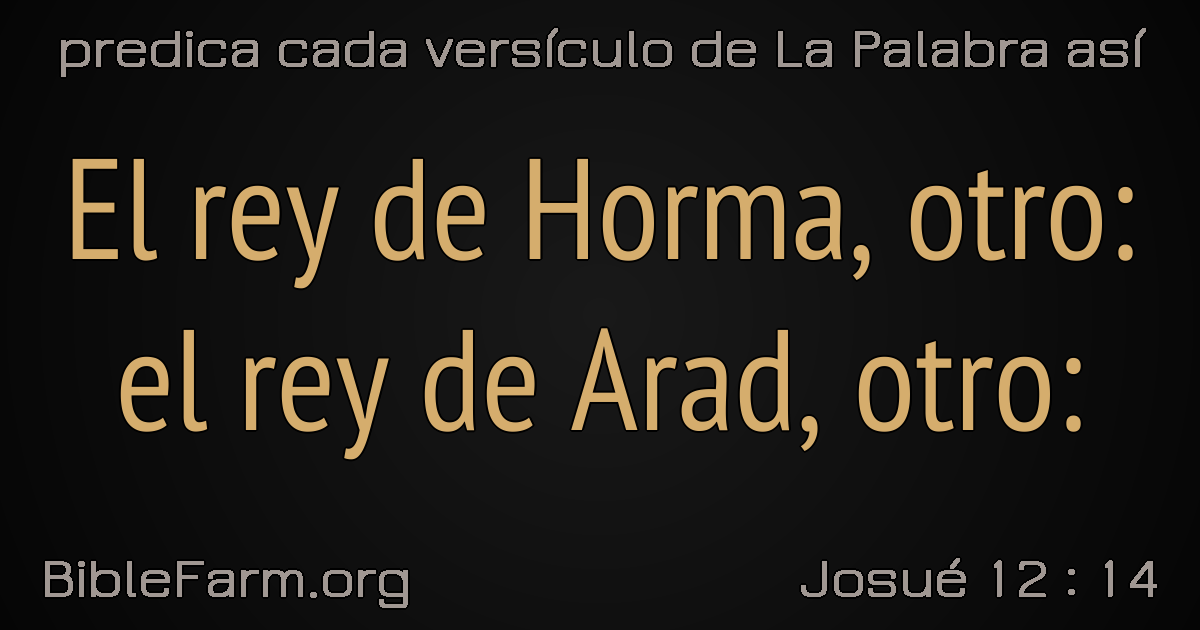 predica cada versículo de La Palabra así
El rey de Horma, otro:
el rey de Arad, otro:
BibleFarm.org
Josué 12 : 14